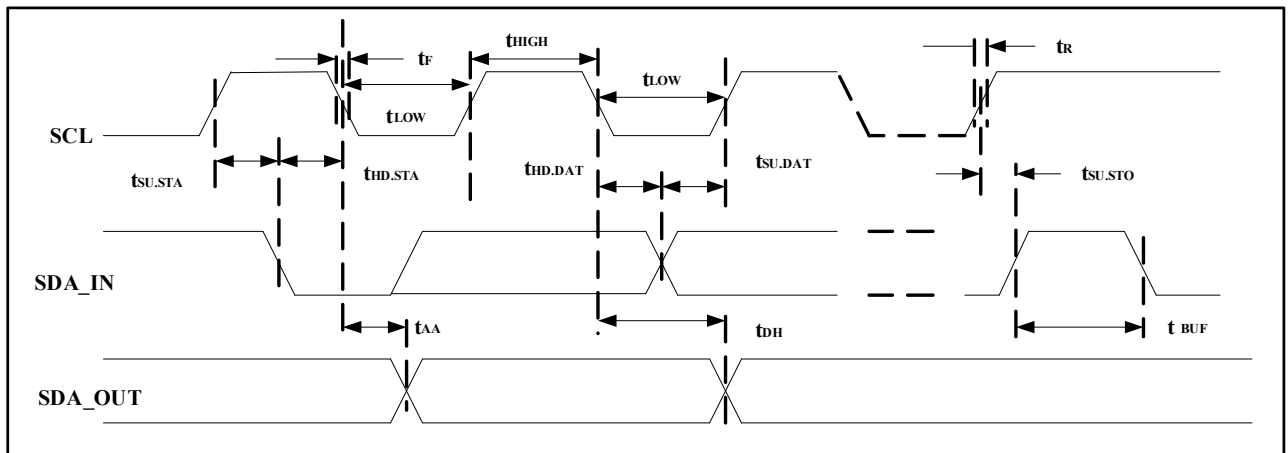 tF
tHIGH
tR
tLOW
tLOW
SCL
tSU.STA
tHD.STA
tHD.DAT
tSU.DAT
tSU.STO
SDA_IN
tAA
tDH
t BUF
SDA_OUT